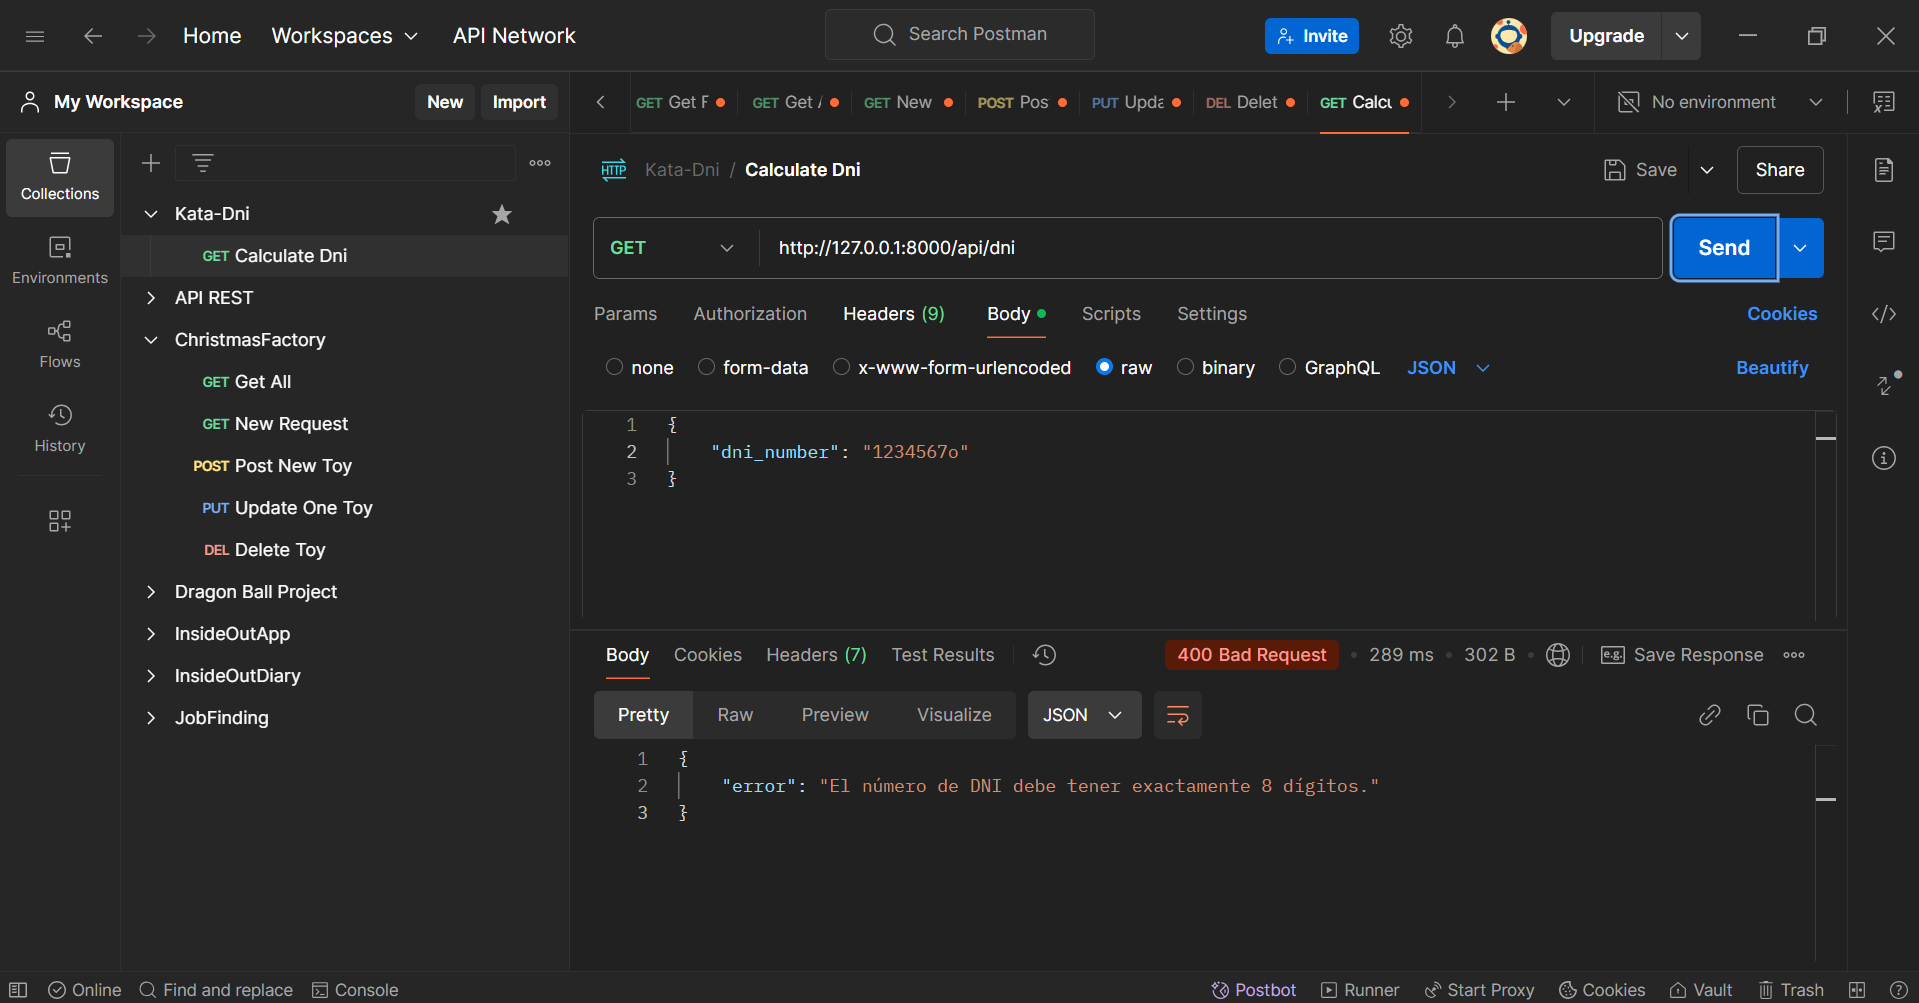 Home Workspaces API Network Search Postman Invite Upgrade
My Workspace New Import
GET Get F GET Get A GET New POST Pos PUT Upda DEL Delet GET Calcu No environment
Collections
Environments
Flows
History
Kata-Dni
GET Calculate Dni
API REST
ChristmasFactory
GET Get All
GET New Request
POST Post New Toy
PUT Update One Toy
DEL Delete Toy
Dragon Ball Project
InsideOutApp
InsideOutDiary
JobFinding
HTTP Kata-Dni / Calculate Dni Save Share
GET http://127.0.0.1:8000/api/dni Send
Params Authorization Headers (9) Body Scripts Settings Cookies
none form-data x-www-form-urlencoded raw binary GraphQL JSON Beautify
1 {
2 "dni_number": "1234567o"
3 }
Body Cookies Headers (7) Test Results 400 Bad Request • 289 ms • 302 B • e.g. Save Response
Pretty Raw Preview Visualize JSON
1 {
2 "error": "El número de DNI debe tener exactamente 8 dígitos."
3 }
Online Find and replace Console Postbot Runner Start Proxy Cookies Vault Trash